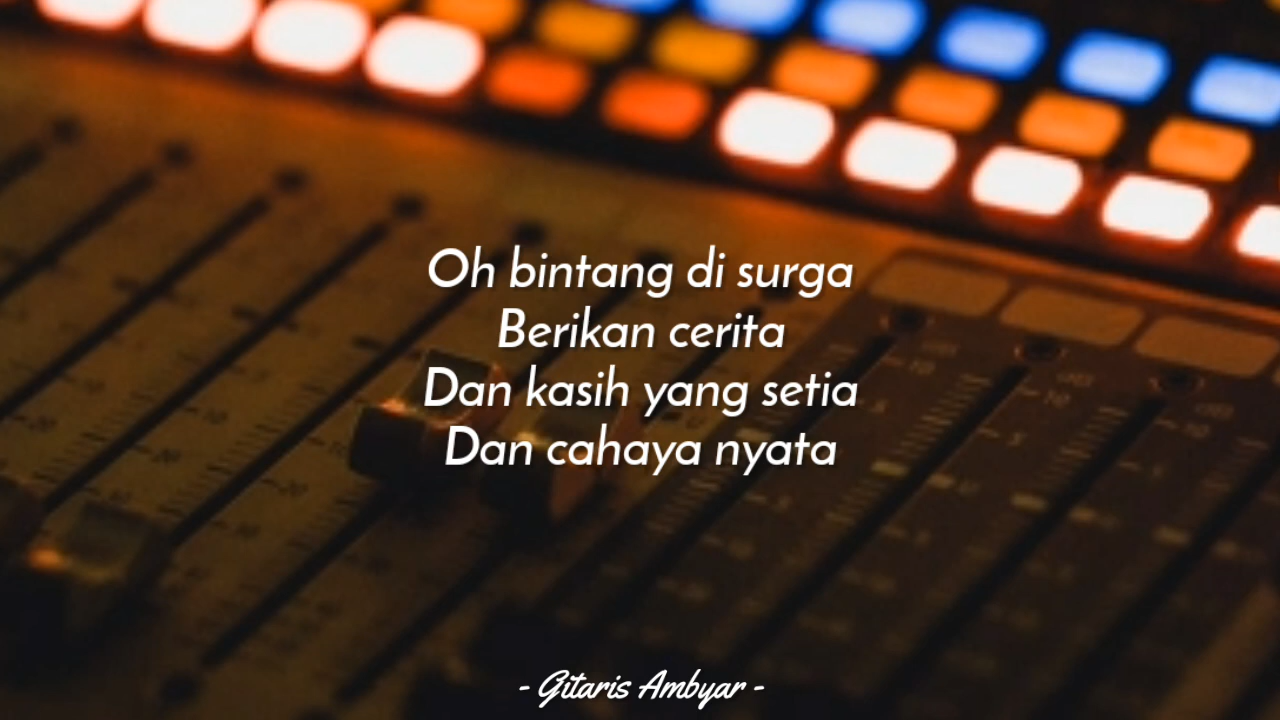 Oh bintang di surga
Berikan cerita
Dan kasih yang setia
Dan cahaya nyata
- Gitaris Ambyar -